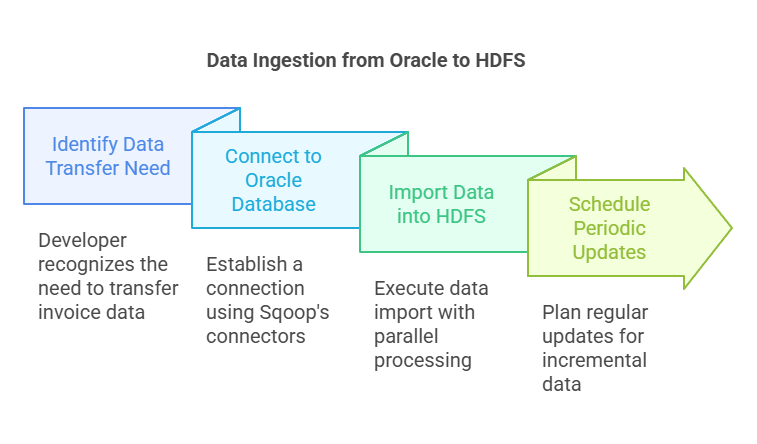 Data Ingestion from Oracle to HDFS
Identify Data
Transfer Need
Developer
recognizes the
need to transfer
invoice data
Connect to
Oracle
Database
Establish a
connection
using Sqoop's
connectors
Import Data
into HDFS
Execute data
import with
parallel
processing
Schedule
Periodic
Updates
Plan regular
updates for
incremental
data